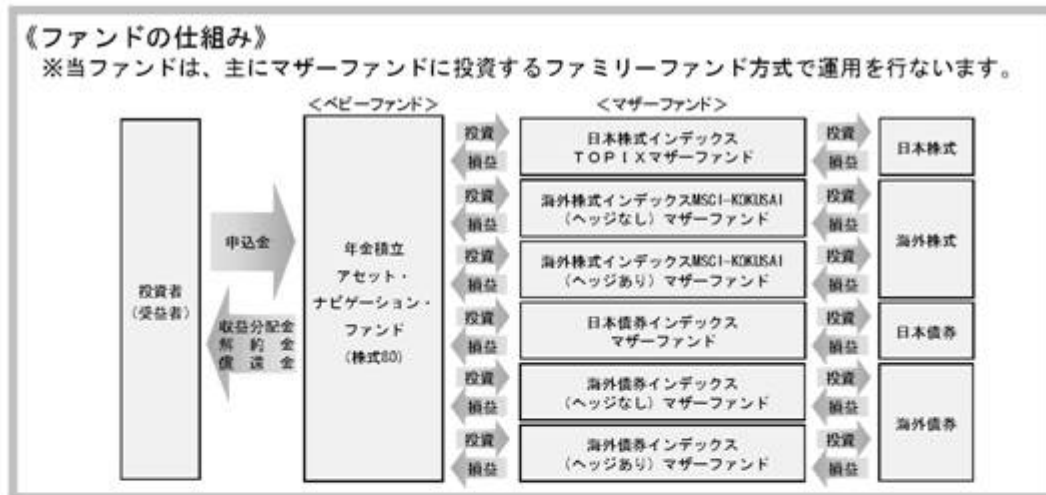 《ファンドの仕組み》
※当ファンドは、主にマザーファンドに投資するファミリーファンド方式で運用を行ないます。
＜ベビーファンド＞
＜マザーファンド＞
投資者
(受益者)
申込金
収益分配金
解約金
償還金
年金積立
アセット・
ナビゲーション・
ファンド
(株式80)
投資
損益
日本株式インデックス
TOPIXマザーファンド
投資
損益
日本株式
投資
損益
海外株式インデックスMSCI-KOKUSAI
(ヘッジなし)マザーファンド
投資
損益
海外株式
投資
損益
海外株式インデックスMSCI-KOKUSAI
(ヘッジあり)マザーファンド
投資
損益
投資
損益
日本債券インデックス
マザーファンド
投資
損益
日本債券
投資
損益
海外債券インデックス
(ヘッジなし)マザーファンド
投資
損益
海外債券
投資
損益
海外債券インデックス
(ヘッジあり)マザーファンド
投資
損益